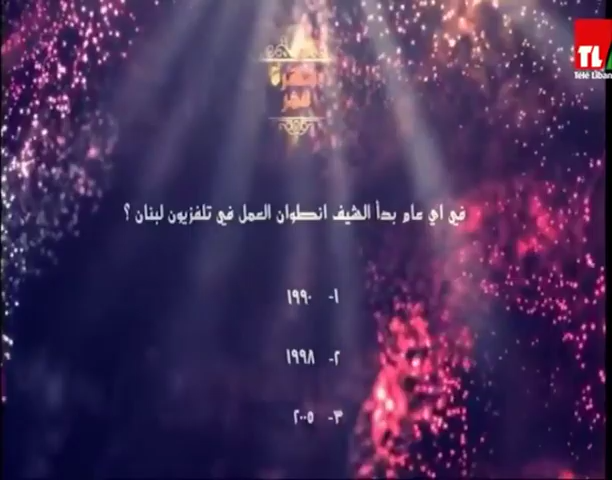 TL
Télé Liban
في اي عام بدأ الشيف انطوان العمل في تلفزيون لبنان ؟
١- ١٩٩٠
٢- ١٩٩٨
٣- ٢٠٠٥